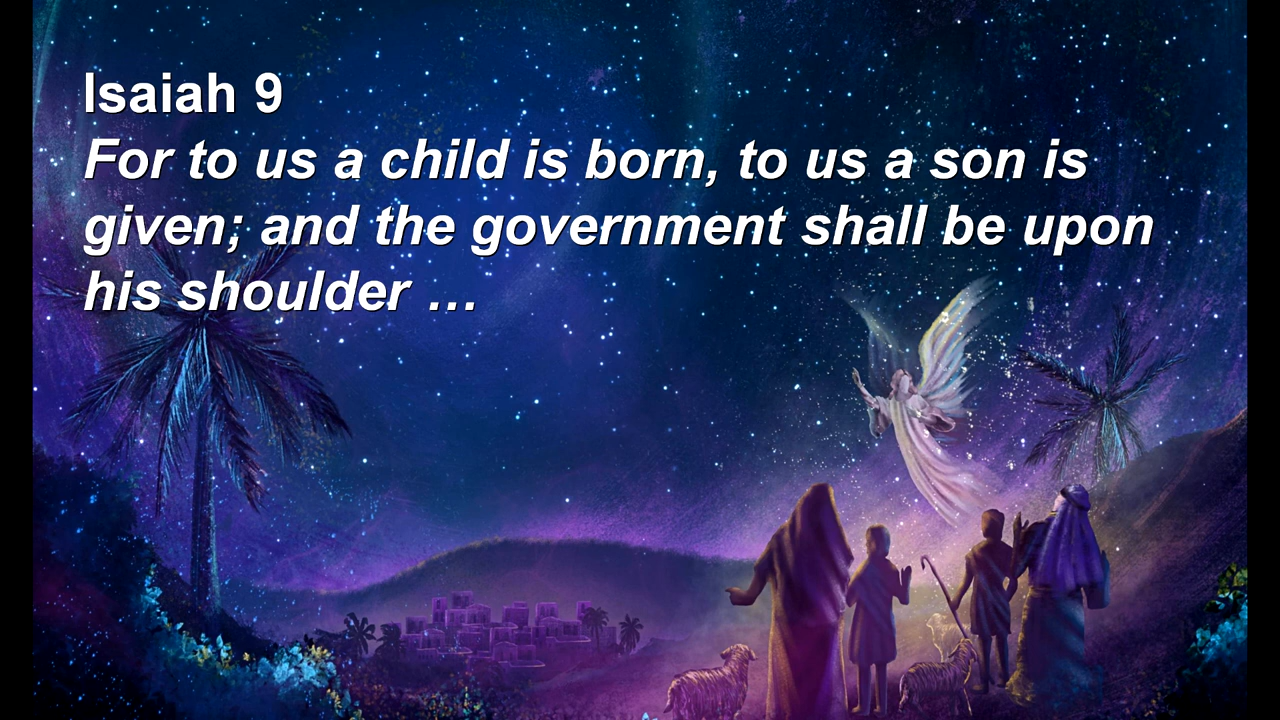 Isaiah 9
For to us a child is born, to us a son is
given; and the government shall be upon
his shoulder …